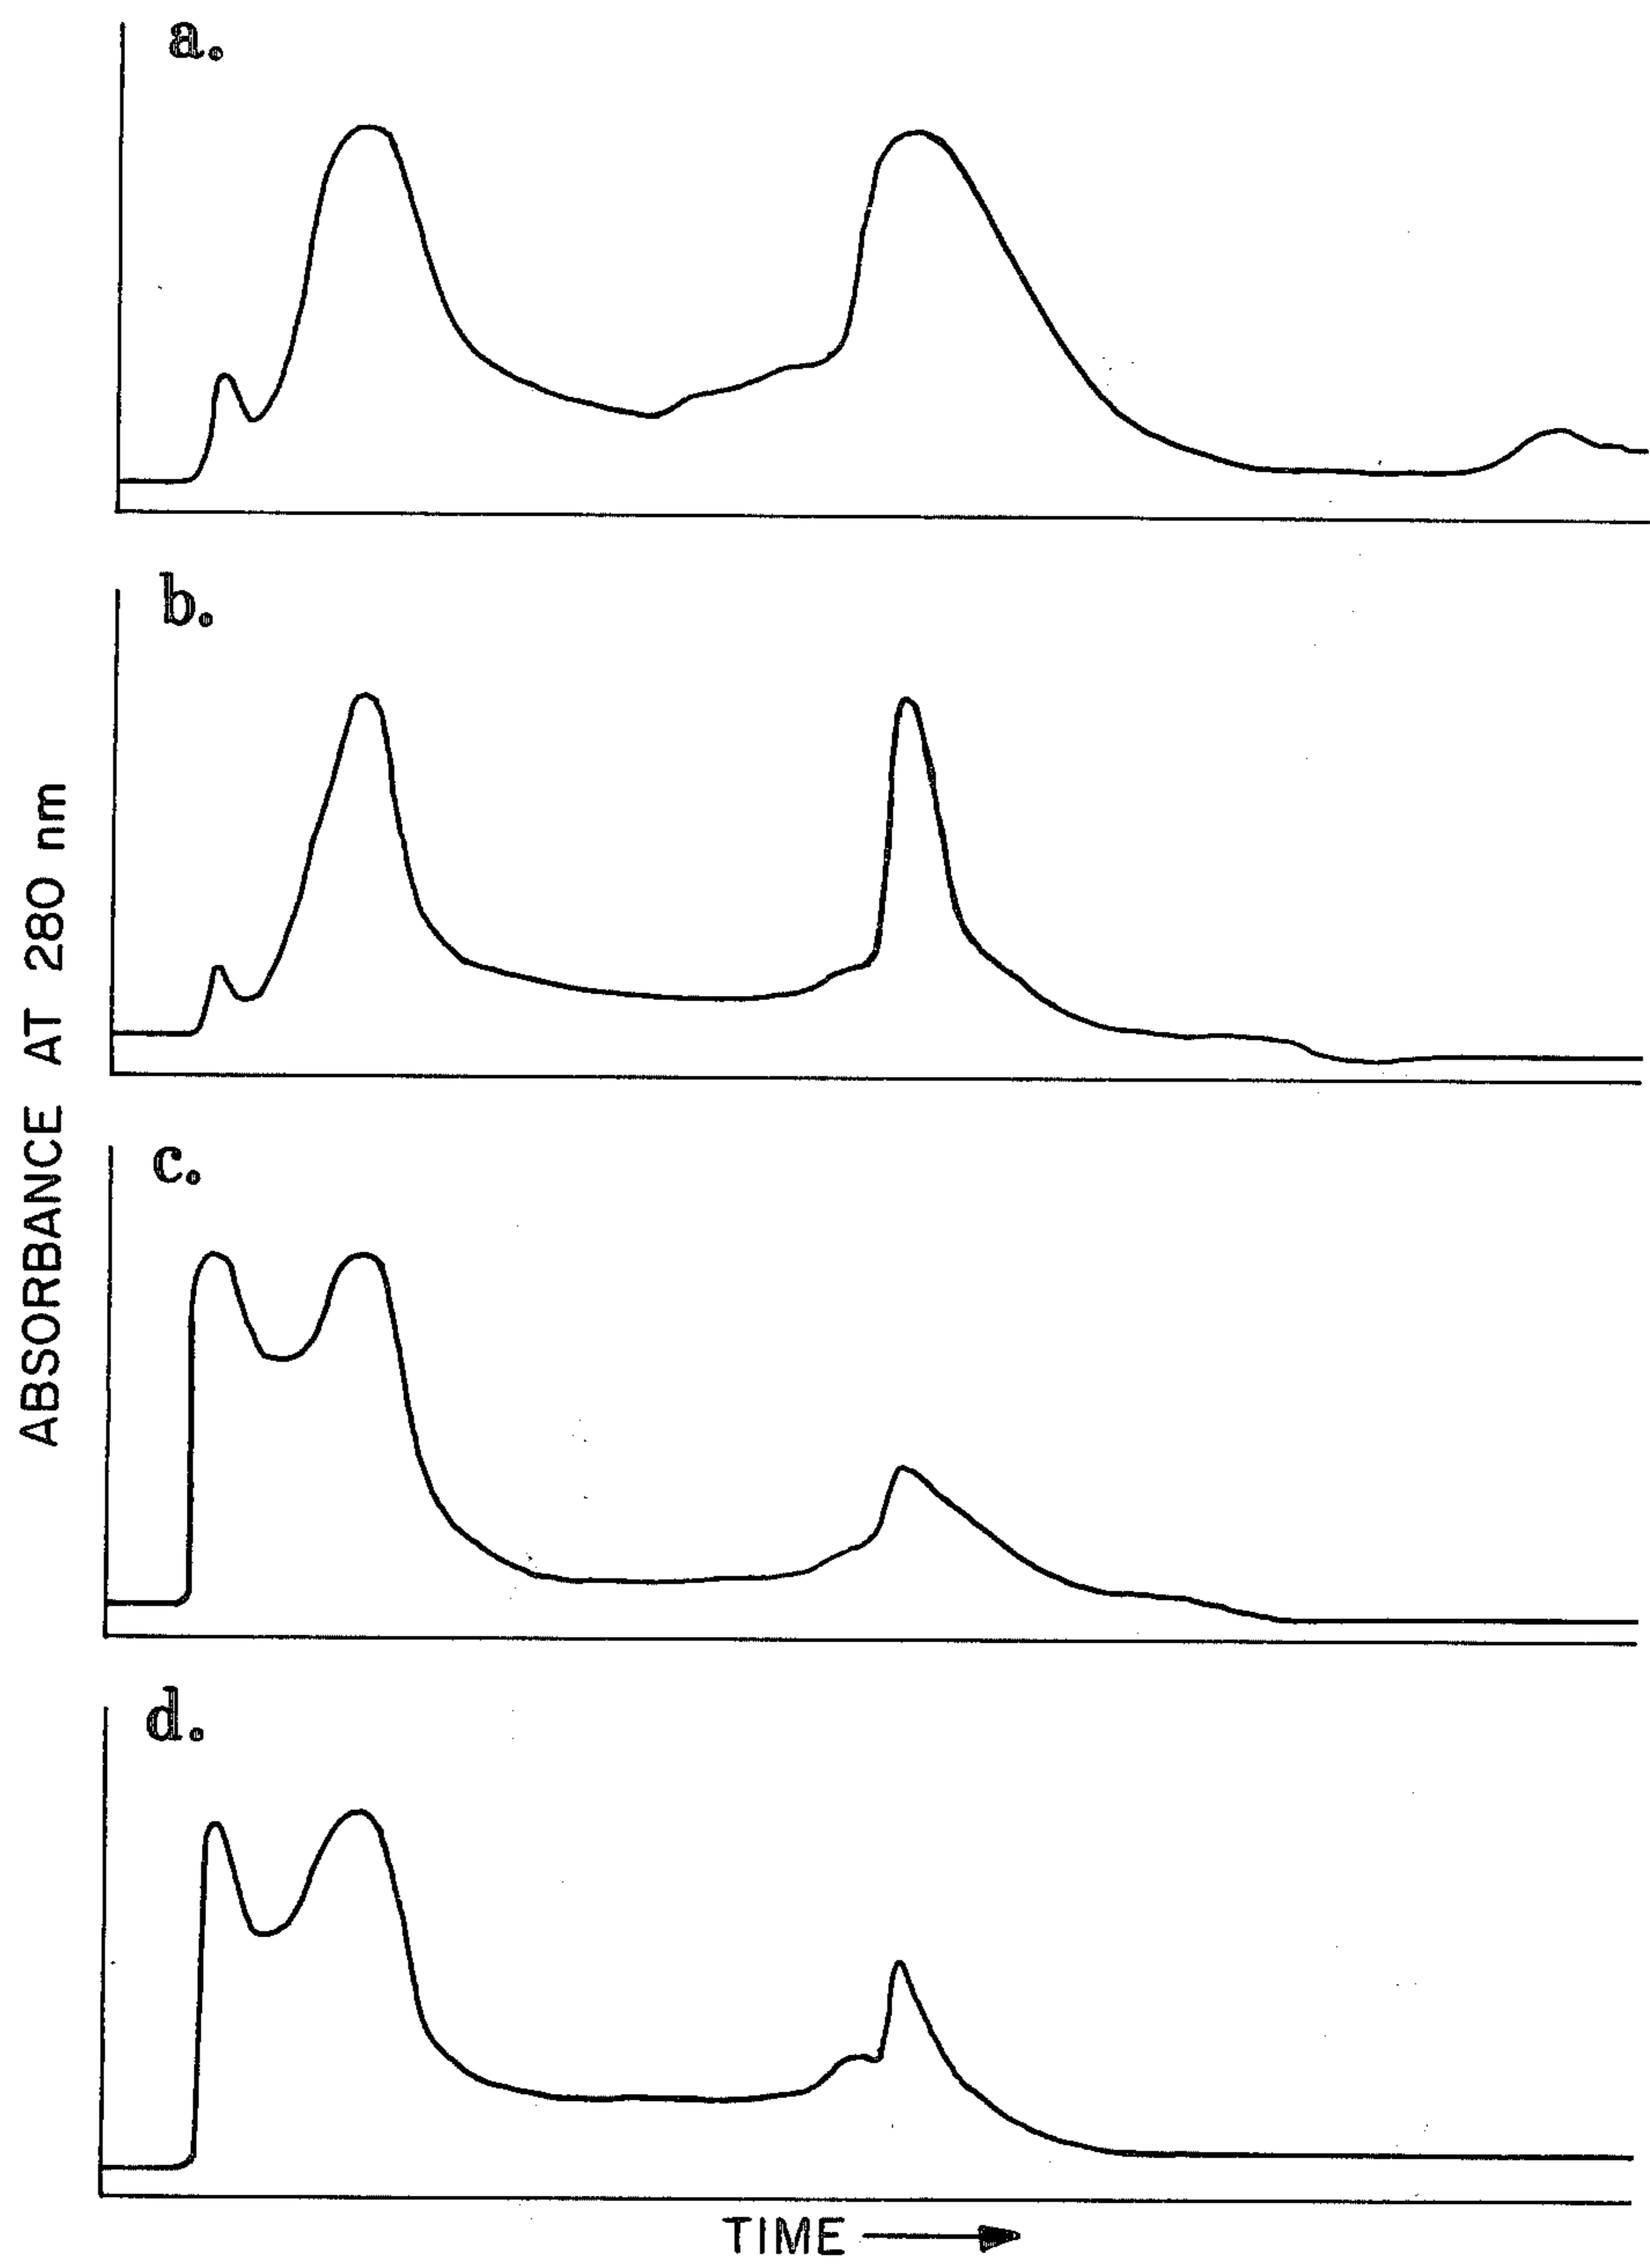 a.
b.
c.
d.
ABSORBANCE AT 280 nm
TIME